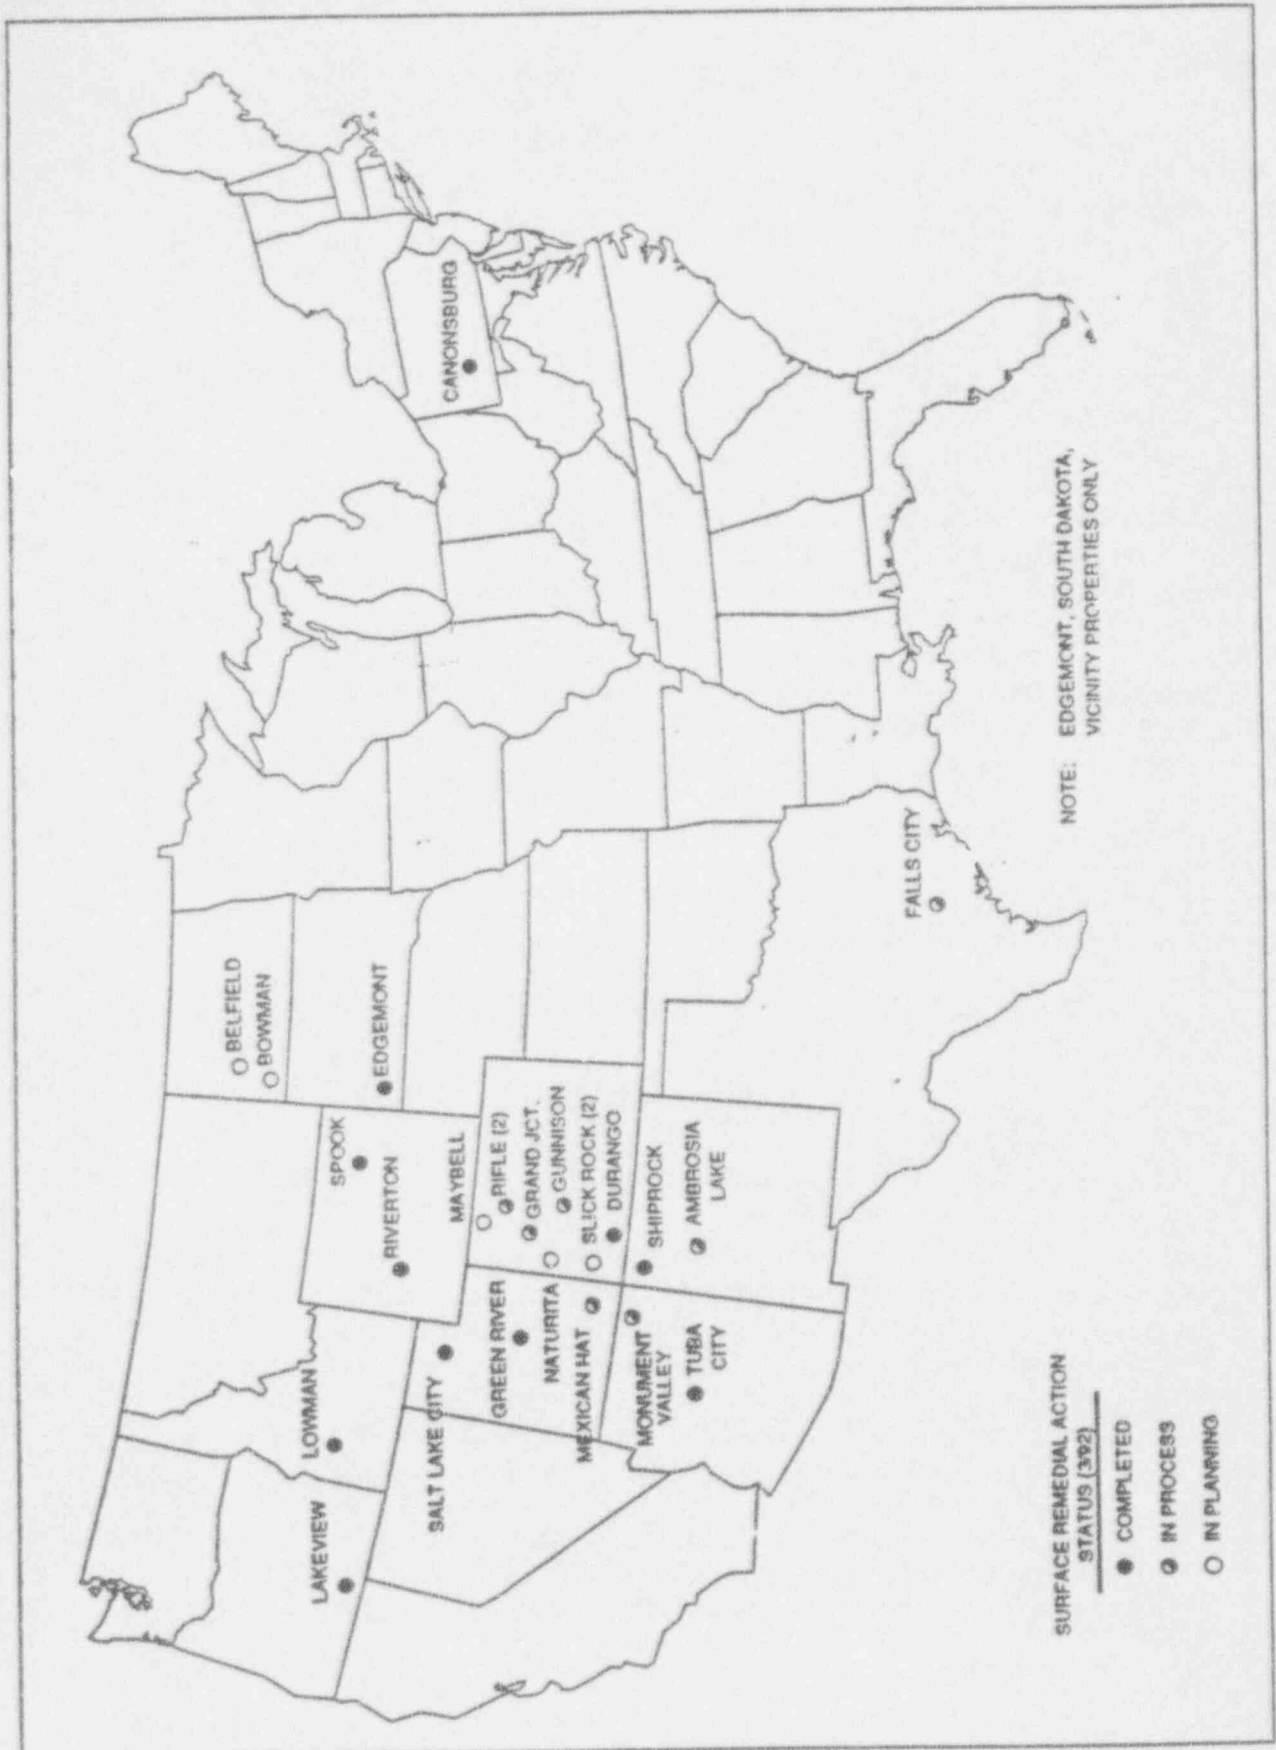 BELFIELD
BOWMAN
EDGEMONT
SPOOK
RIVERTON
LOWMAN
LAKEVIEW
CANONSBURG
MAYBELL
RIFLE (2)
GRAND JCT.
GUNNISON
SLICK ROCK (2)
DURANGO
SALT LAKE CITY
GREEN RIVER
NATURITA
MEXICAN HAT
MONUMENT
VALLEY
TUBA
CITY
SHIPROCK
AMBROSIA
LAKE
FALLS CITY
SURFACE REMEDIAL ACTION
STATUS (3/92)
COMPLETED
IN PROCESS
IN PLANNING
NOTE: EDGEMONT, SOUTH DAKOTA,
VICINITY PROPERTIES ONLY